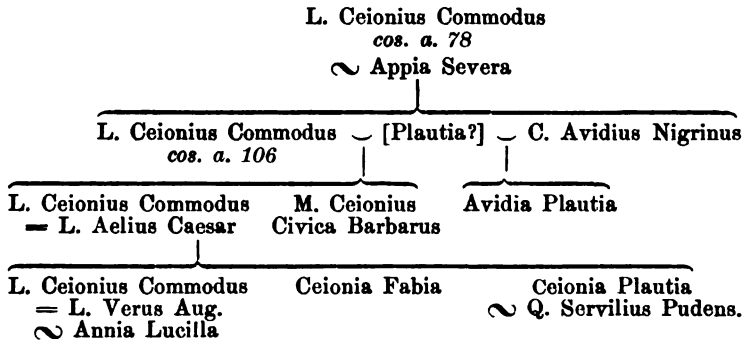 L. Ceionius Commodus
cos. a. 78
∾ Appia Severa
L. Ceionius Commodus ⏑ [Plautia?] ⏑ C. Avidius Nigrinus
cos. a. 106
L. Ceionius Commodus M. Ceionius Avidia Plautia
= L. Aelius Caesar Civica Barbarus
L. Ceionius Commodus Ceionia Fabia Ceionia Plautia
= L. Verus Aug. ∾ Q. Servilius Pudens.
∾ Annia Lucilla